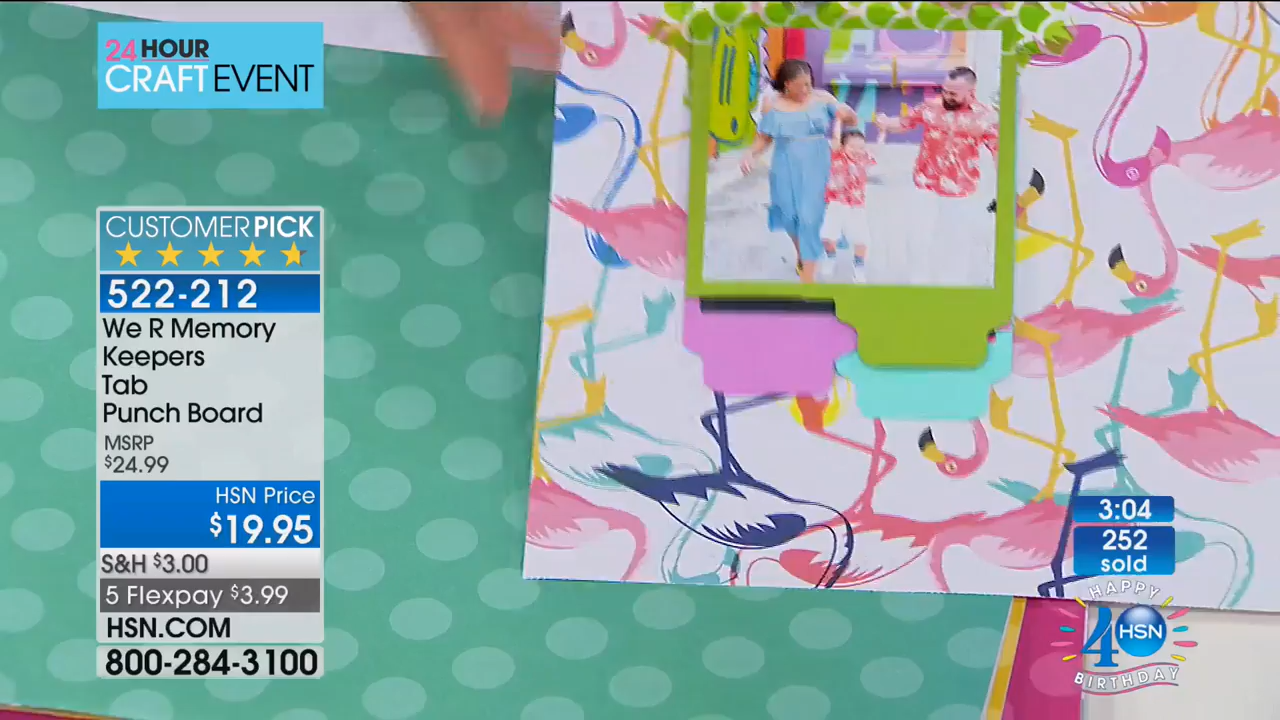 24 HOUR
CRAFT EVENT
CUSTOMER PICK
522-212
We R Memory
Keepers
Tab
Punch Board
MSRP
$24.99
HSN Price
$19.95
S&H $3.00
5 Flexpay $3.99
HSN.COM
800-284-3100
3:04
252
sold
HAPPY
40
HSN
BIRTHDAY